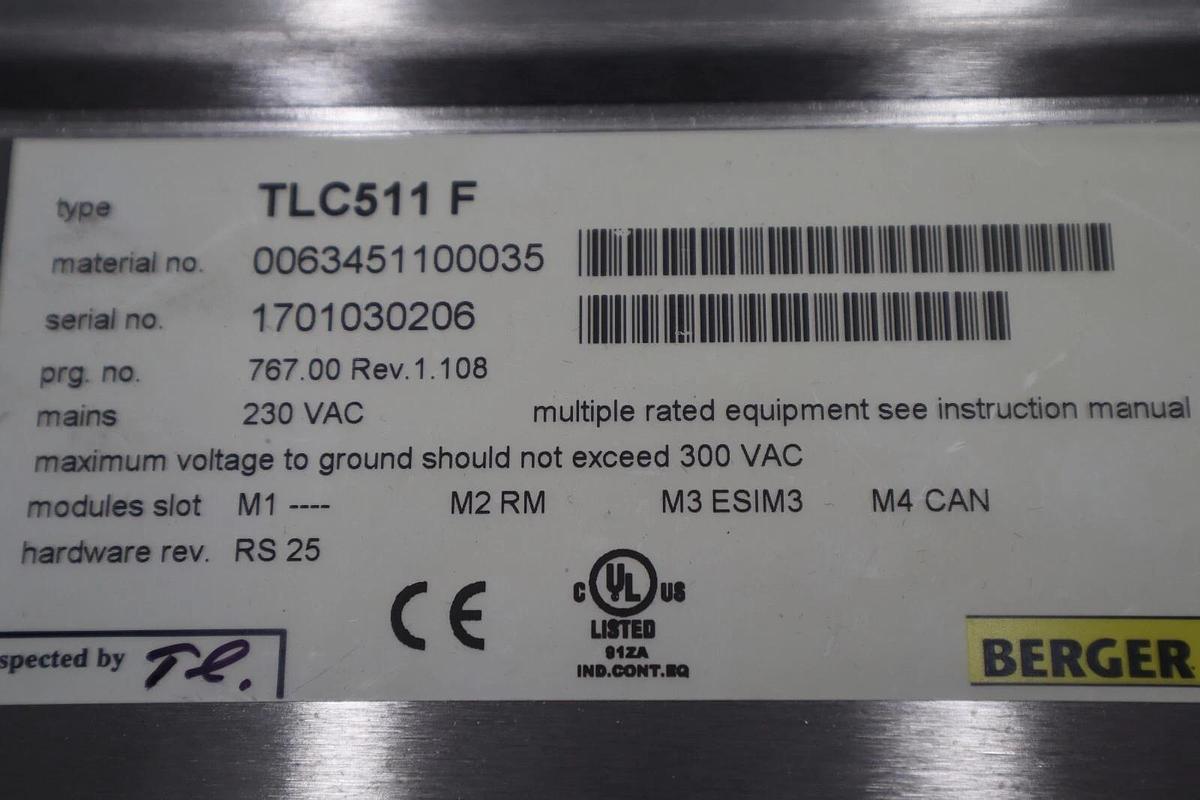 type TLC511 F
material no. 0063451100035
serial no. 1701030206
prg. no. 767.00 Rev.1.108
mains 230 VAC multiple rated equipment see instruction manual
maximum voltage to ground should not exceed 300 VAC
modules slot M1 ---- M2 RM M3 ESIM3 M4 CAN
hardware rev. RS 25
CE
C UL US
LISTED
91ZA
IND.CONT.EQ
spected by TL.
BERGER